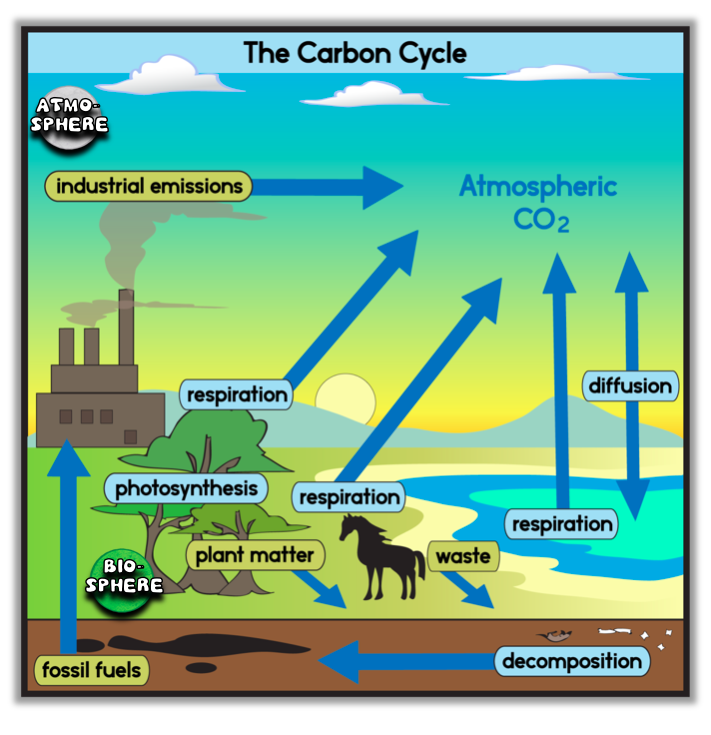 The Carbon Cycle
ATMO-
SPHERE
industrial emissions
Atmospheric
CO₂
diffusion
respiration
photosynthesis
respiration
respiration
plant matter
waste
BIO-
SPHERE
fossil fuels
decomposition